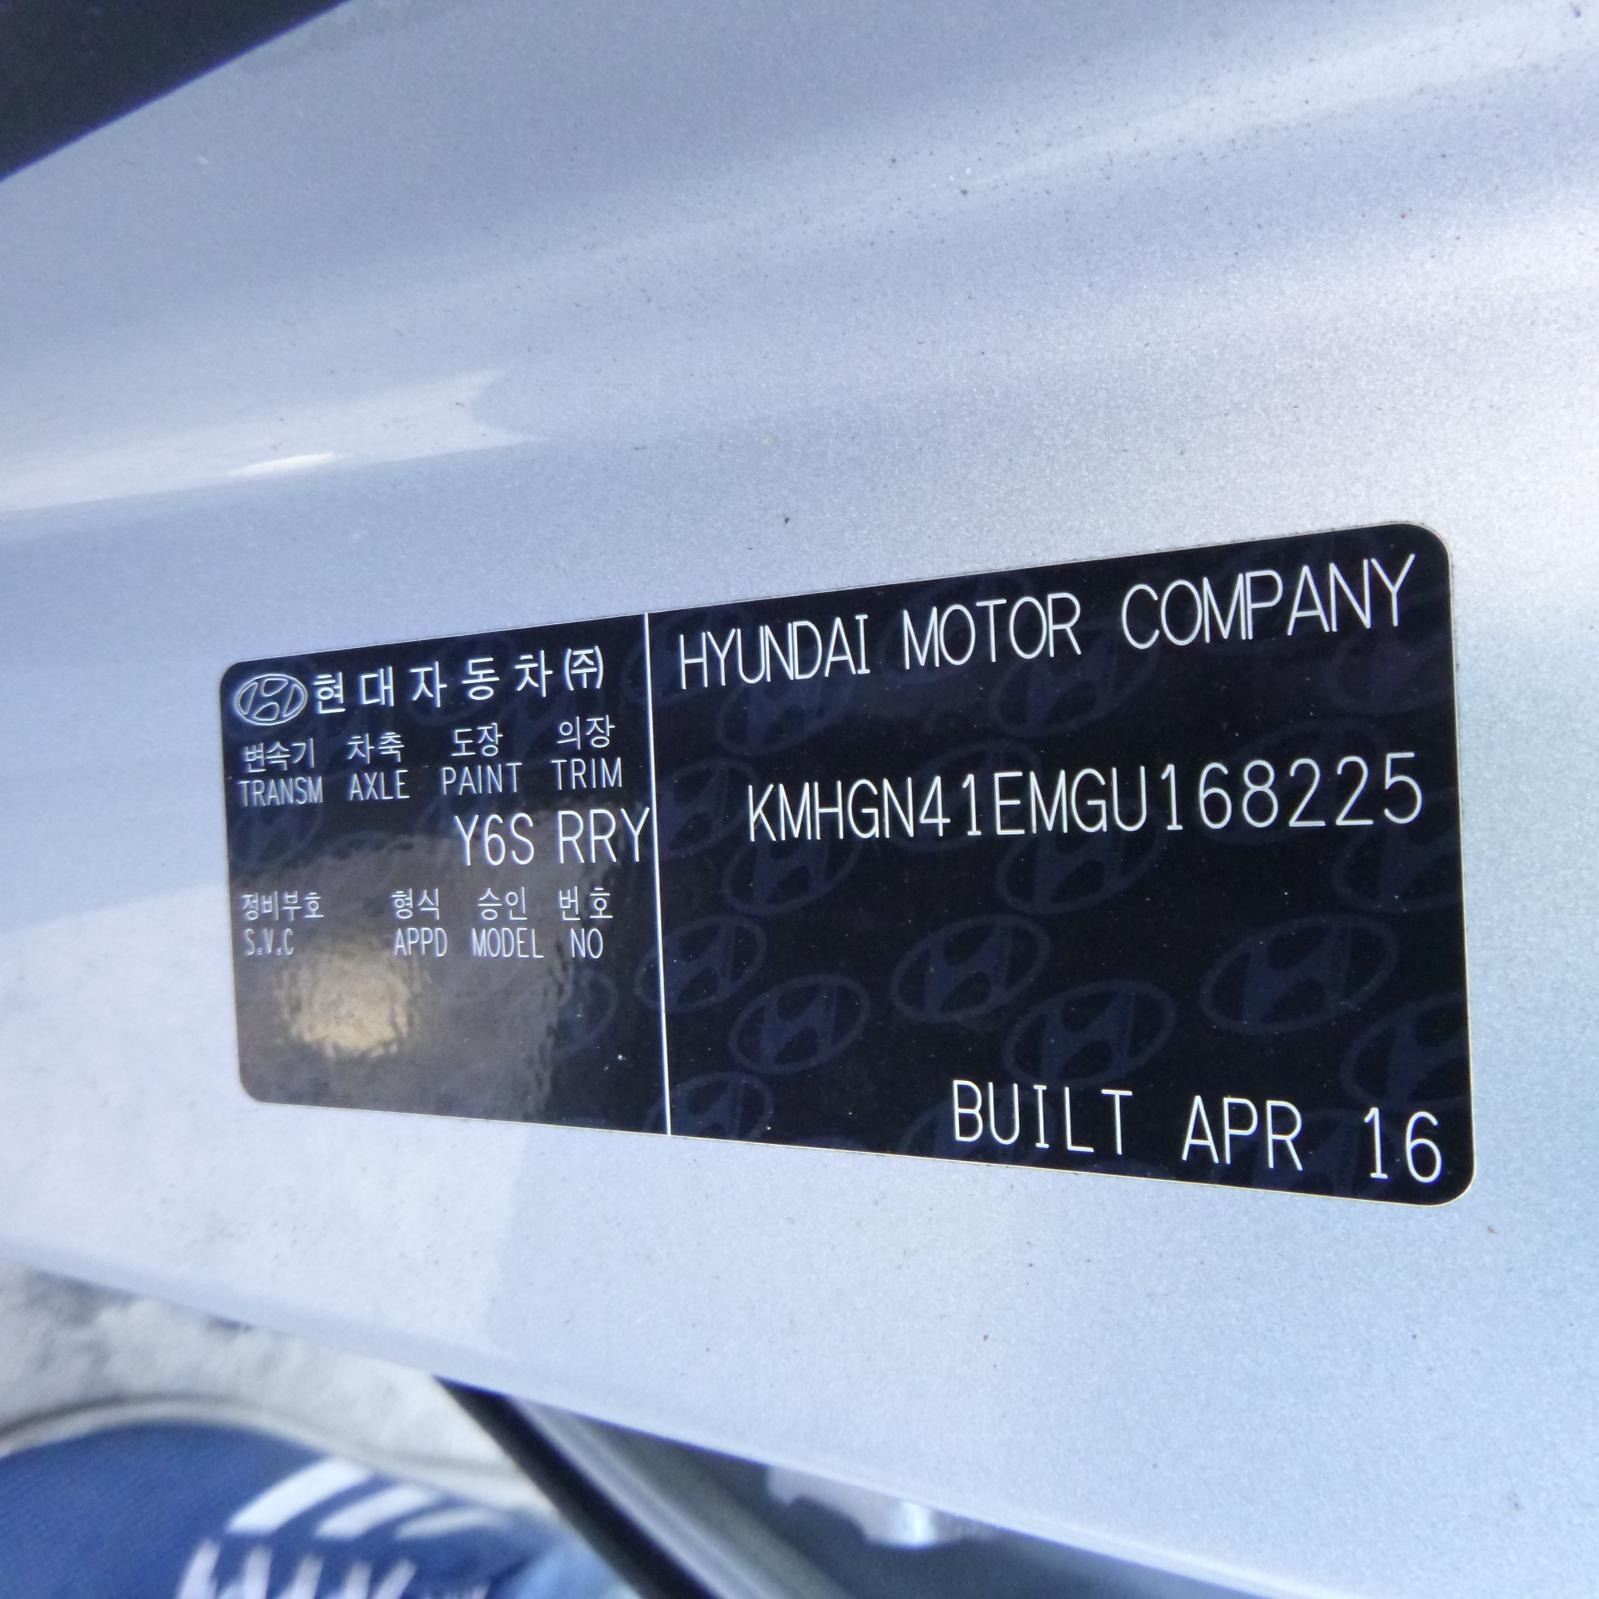 현대자동차㈜
변속기 차축 도장 의장
TRANSM AXLE PAINT TRIM
Y6S RRY
정비부호 형식 승인 번호
S.V.C APPD MODEL NO
HYUNDAI MOTOR COMPANY
KMHGN41EMGU168225
BUILT APR 16